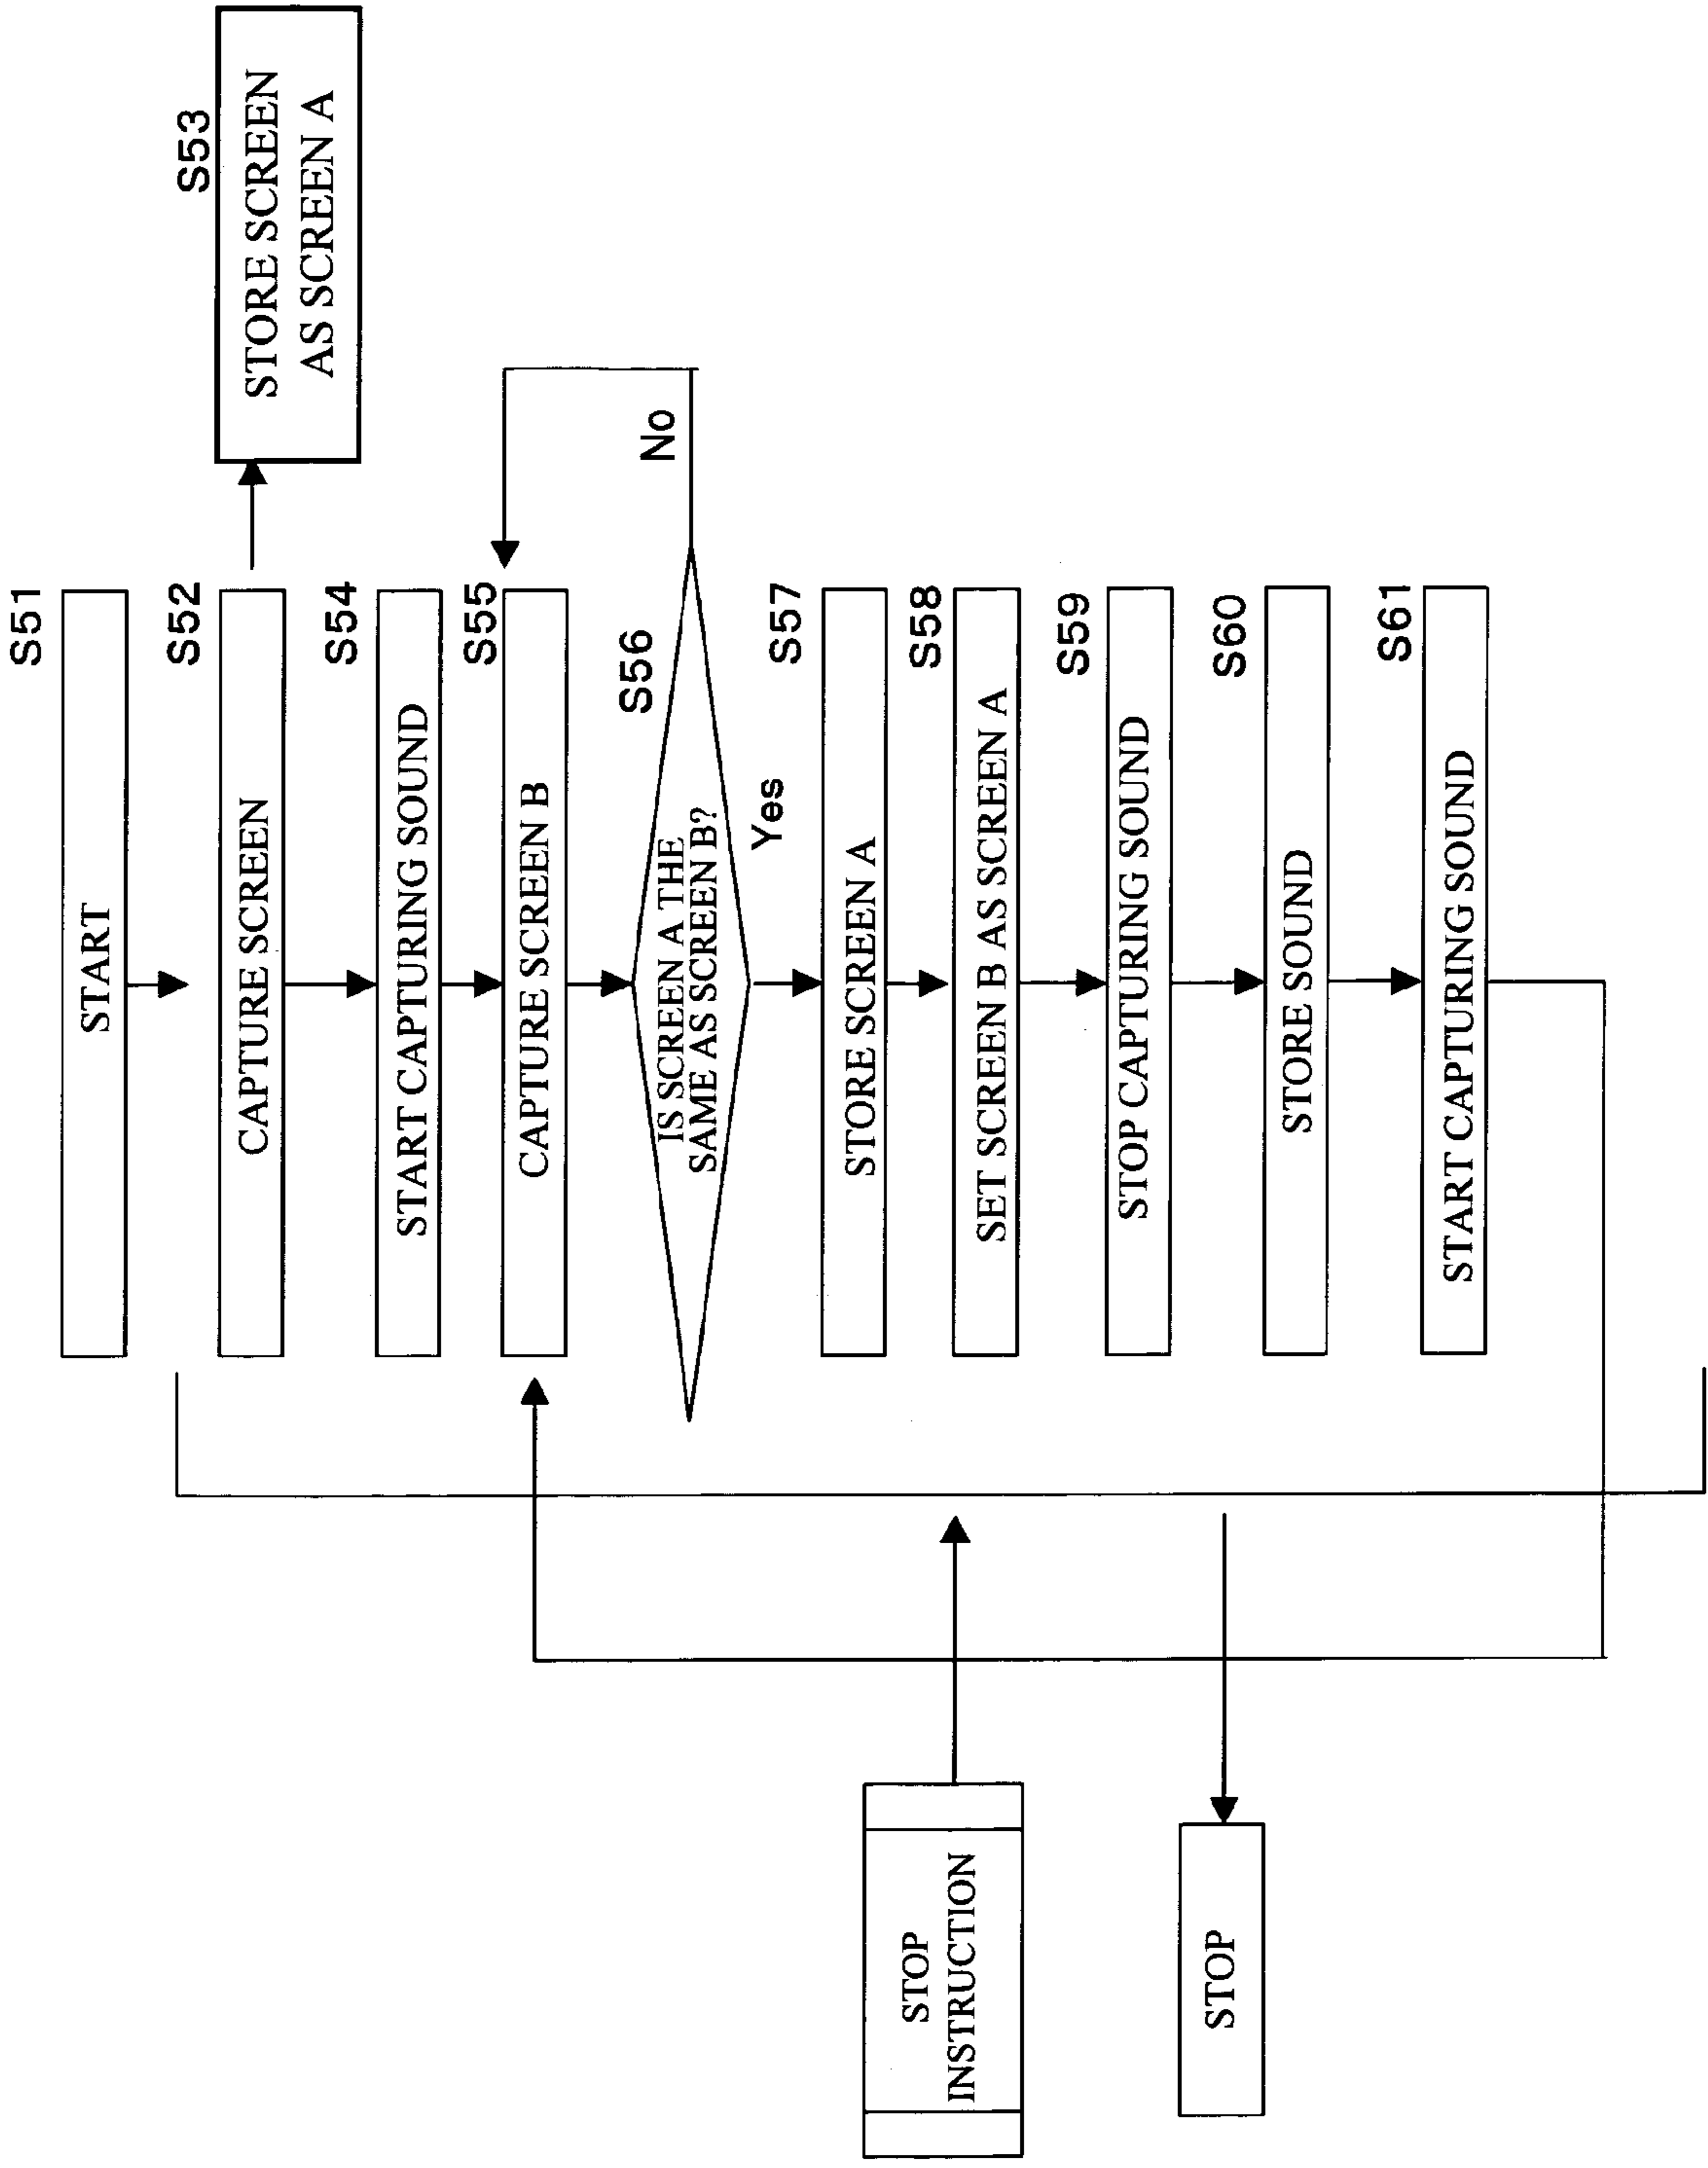 S51
START
S52
CAPTURE SCREEN
S53
STORE SCREEN
AS SCREEN A
S54
START CAPTURING SOUND
S55
CAPTURE SCREEN B
S56
IS SCREEN A THE
SAME AS SCREEN B?
No
Yes
S57
STORE SCREEN A
S58
SET SCREEN B AS SCREEN A
S59
STOP CAPTURING SOUND
S60
STORE SOUND
S61
START CAPTURING SOUND
STOP
INSTRUCTION
STOP